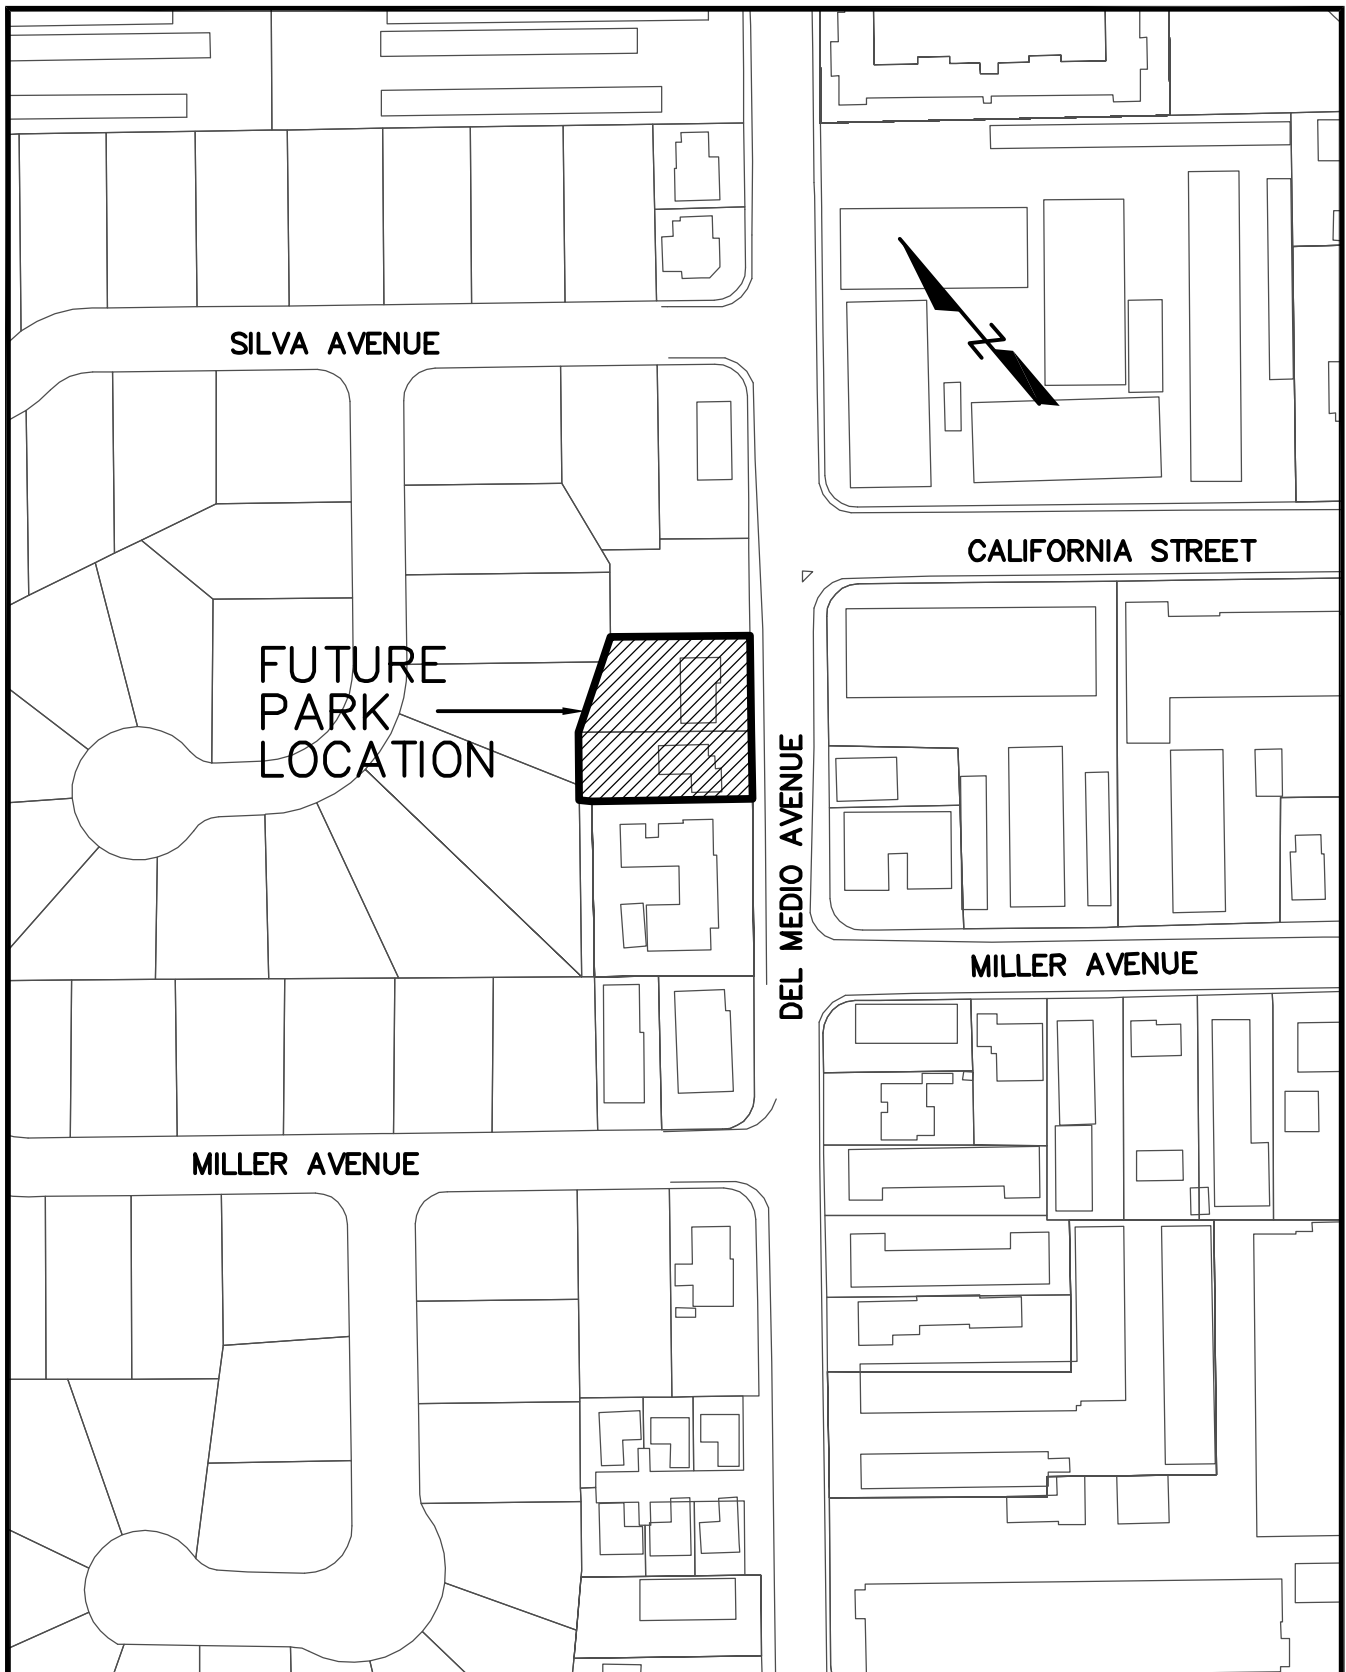 SILVA AVENUE
N
CALIFORNIA STREET
FUTURE
PARK
LOCATION
DEL MEDIO AVENUE
MILLER AVENUE
MILLER AVENUE